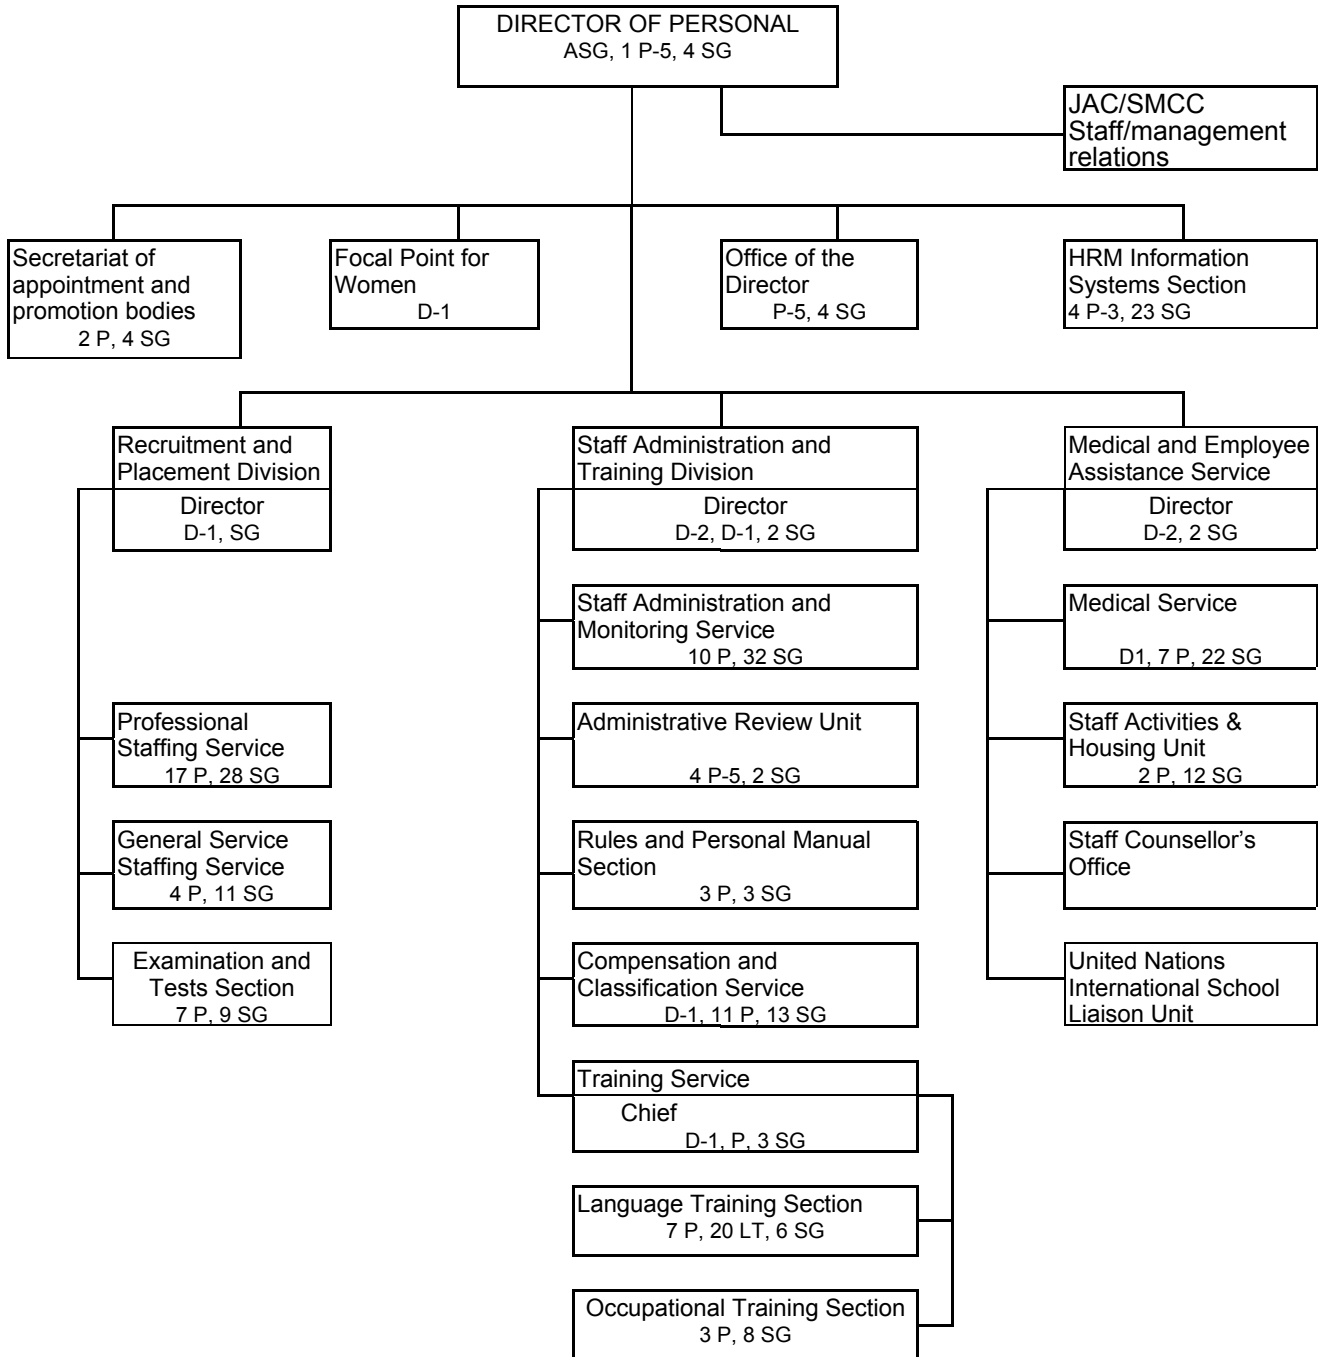 DIRECTOR OF PERSONAL
ASG, 1 P-5, 4 SG
JAC/SMCC
Staff/management
relations
Secretariat of
appointment and
promotion bodies
2 P, 4 SG
Focal Point for
Women
D-1
Office of the
Director
P-5, 4 SG
HRM Information
Systems Section
4 P-3, 23 SG
Recruitment and
Placement Division
Director
D-1, SG
Staff Administration and
Training Division
Director
D-2, D-1, 2 SG
Medical and Employee
Assistance Service
Director
D-2, 2 SG
Staff Administration and
Monitoring Service
10 P, 32 SG
Medical Service
D1, 7 P, 22 SG
Professional
Staffing Service
17 P, 28 SG
Administrative Review Unit
4 P-5, 2 SG
Staff Activities &
Housing Unit
2 P, 12 SG
General Service
Staffing Service
4 P, 11 SG
Rules and Personal Manual
Section
3 P, 3 SG
Staff Counsellor’s
Office
Examination and
Tests Section
7 P, 9 SG
Compensation and
Classification Service
D-1, 11 P, 13 SG
United Nations
International School
Liaison Unit
Training Service
Chief
D-1, P, 3 SG
Language Training Section
7 P, 20 LT, 6 SG
Occupational Training Section
3 P, 8 SG